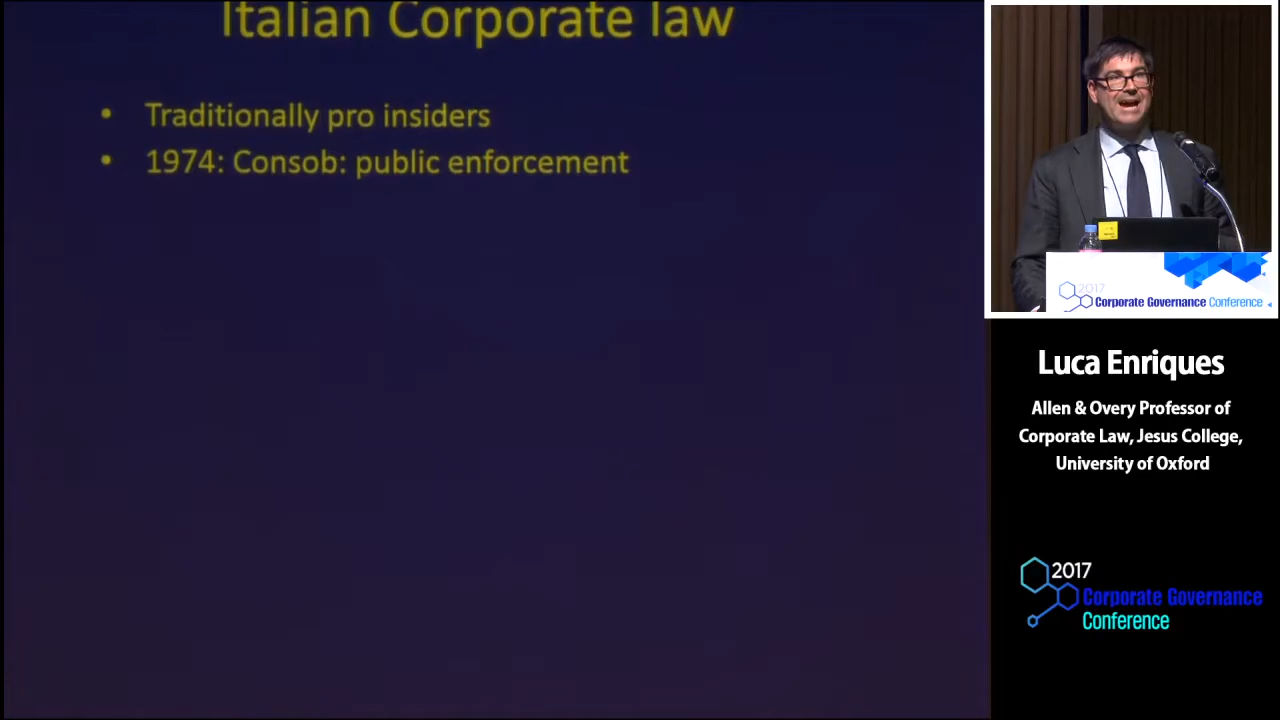 Italian Corporate law
• Traditionally pro insiders
• 1974: Consob: public enforcement
2017
Corporate Governance Conference
Luca Enriques
Allen & Overy Professor of
Corporate Law, Jesus College,
University of Oxford
2017
Corporate Governance
Conference